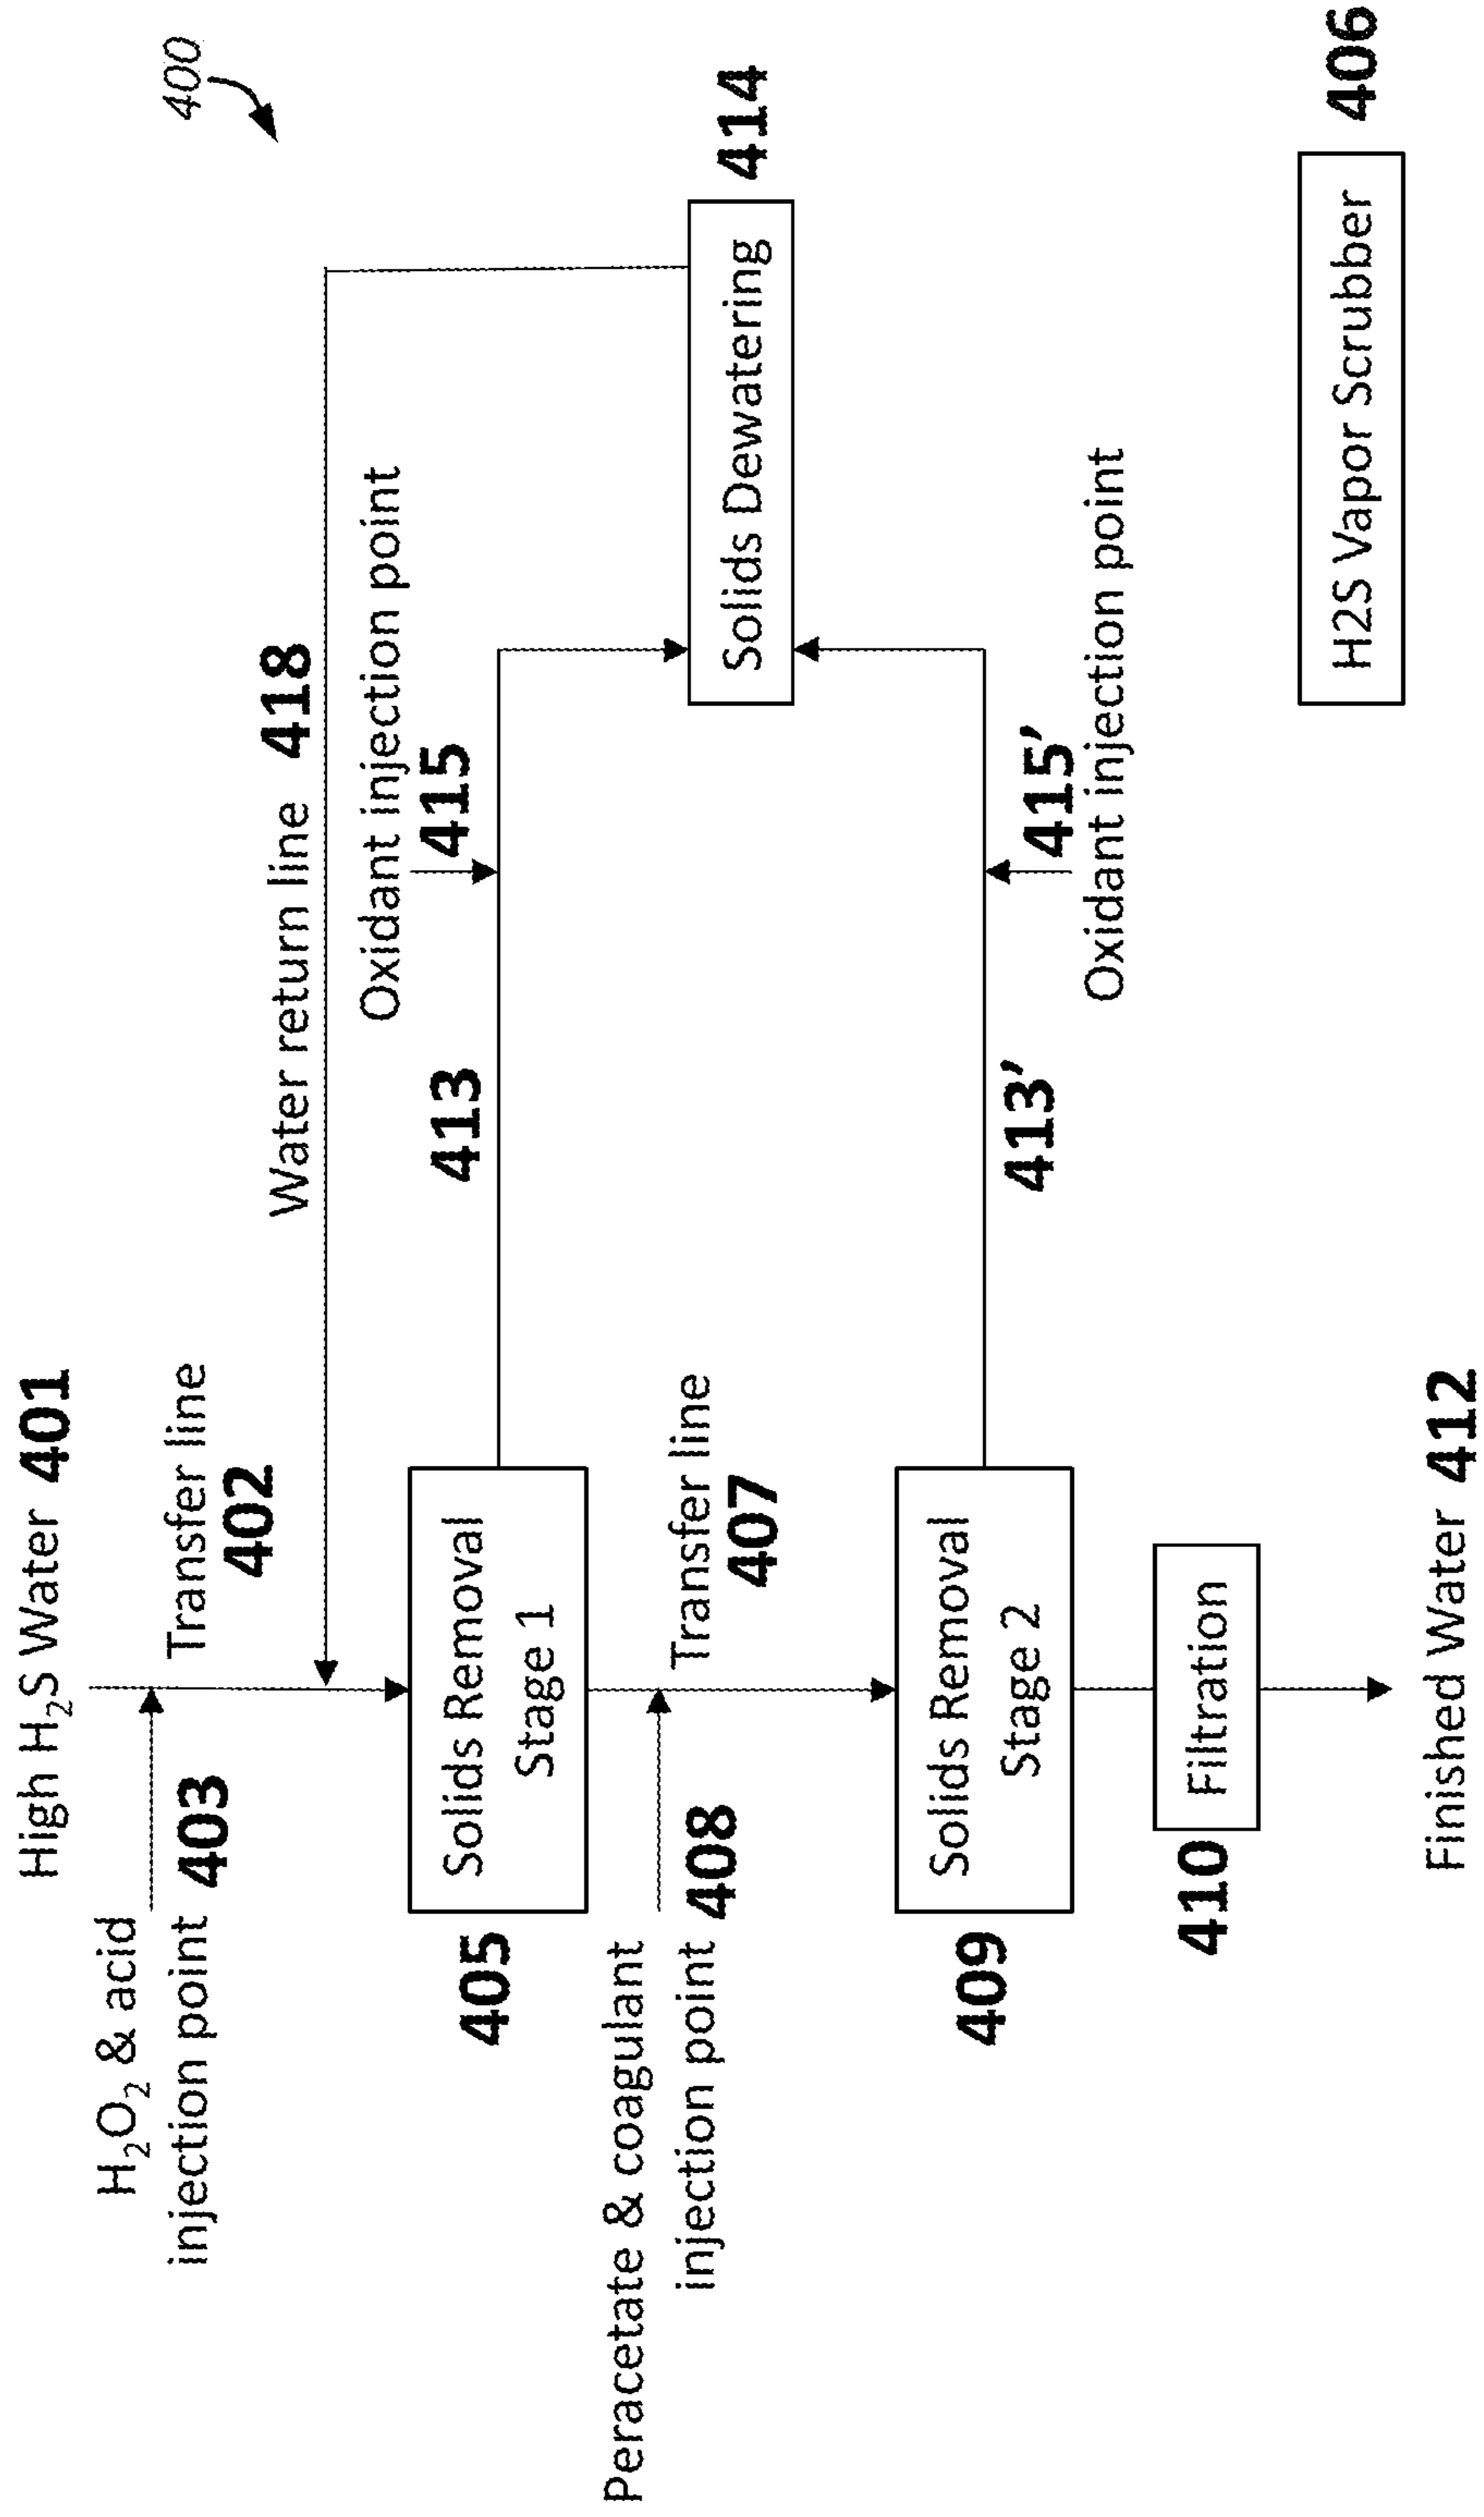 400
High H₂S Water 401
H₂O₂ & acid
injection point 403
Transfer line
402
Water return line 418
Oxidant injection point
415
413
Solids Removal
Stage 1
405
Solids Dewatering
414
Peracetate & coagulant
injection point 408
Transfer line
407
413'
415'
Oxidant injection point
Solids Removal
Stage 2
409
Filtration
410
H2S Vapor Scrubber
406
Finished Water 412